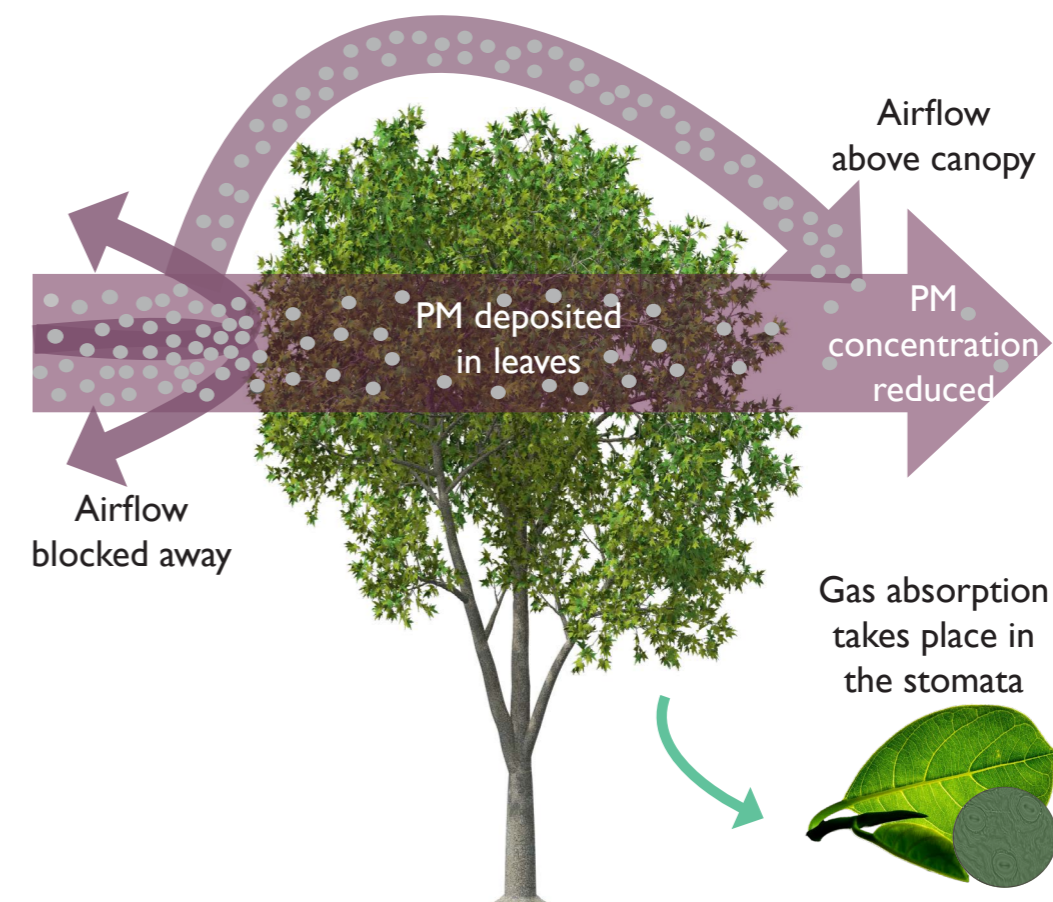 Airflow
above canopy
PM deposited
in leaves
PM
concentration
reduced
Airflow
blocked away
Gas absorption
takes place in
the stomata